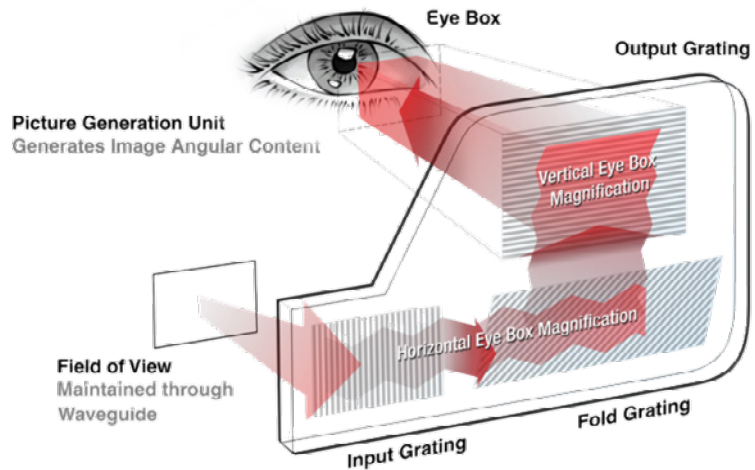 Eye Box
Output Grating
Picture Generation Unit
Generates Image Angular Content
Vertical Eye Box
Magnification
Horizontal Eye Box Magnification
Field of View
Maintained through
Waveguide
Input Grating
Fold Grating